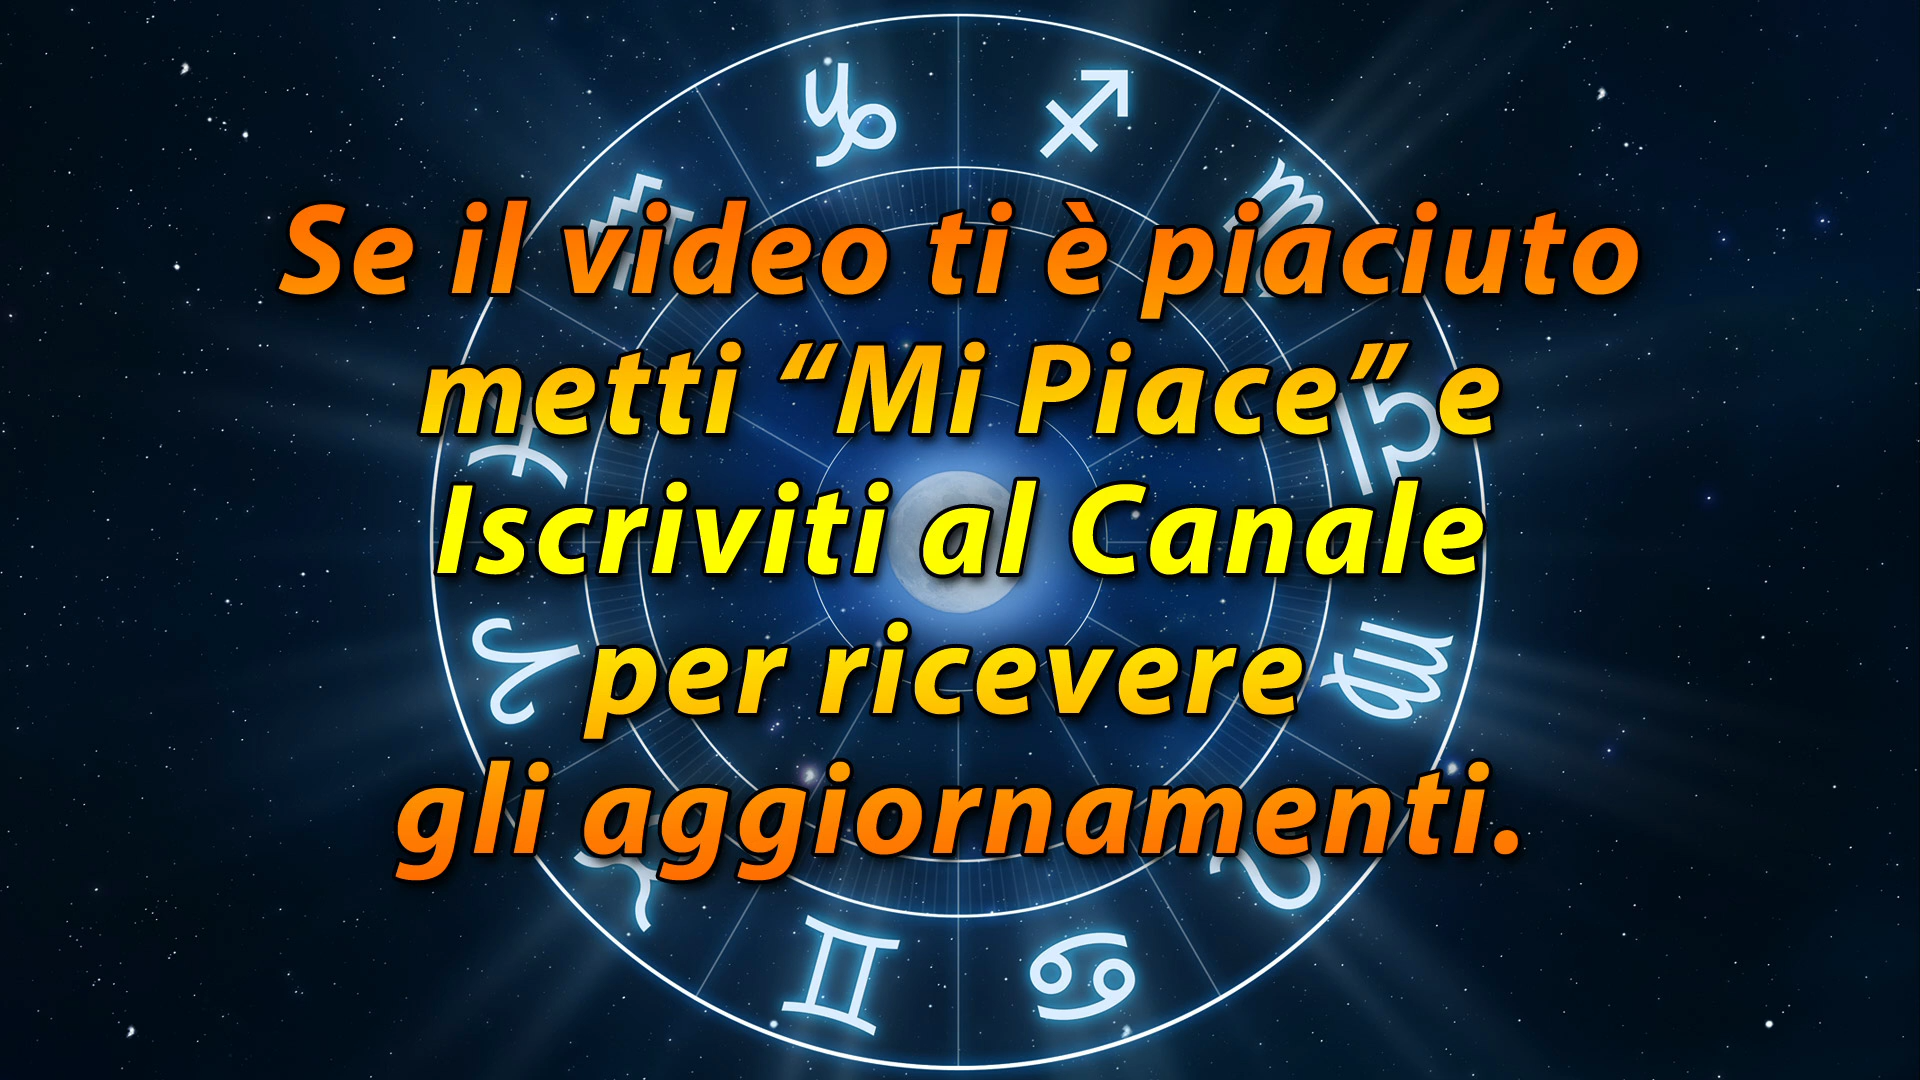 Se il video ti è piaciuto
metti “Mi Piace” e
Iscriviti al Canale
per ricevere
gli aggiornamenti.